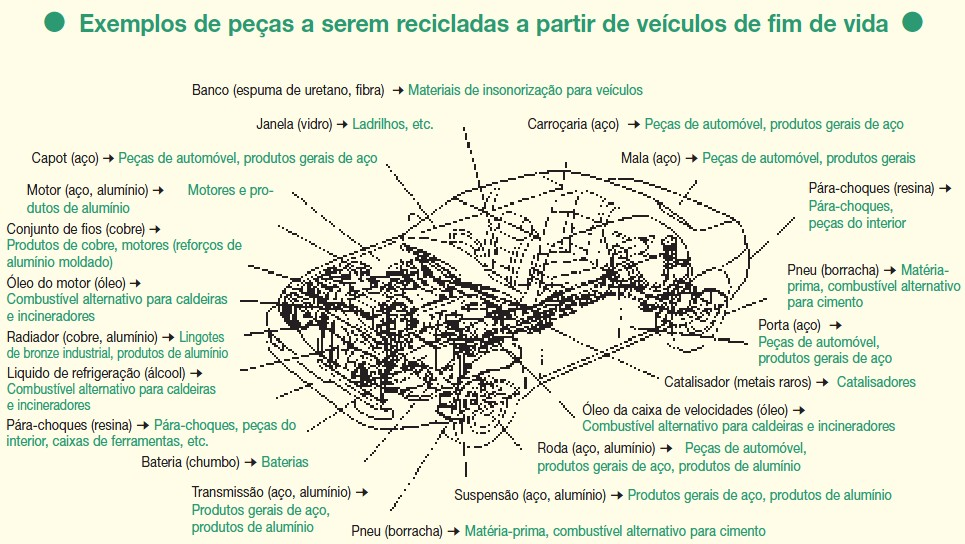 ● Exemplos de peças a serem recicladas a partir de veículos de fim de vida ●
Banco (espuma de uretano, fibra) ➜ Materiais de insonorização para veículos
Janela (vidro) ➜ Ladrilhos, etc.
Carroçaria (aço) ➜ Peças de automóvel, produtos gerais de aço
Capot (aço) ➜ Peças de automóvel, produtos gerais de aço
Mala (aço) ➜ Peças de automóvel, produtos gerais
Motor (aço, alumínio) ➜ Motores e pro-
dutos de alumínio
Conjunto de fios (cobre) ➜
Produtos de cobre, motores (reforços de
alumínio moldado)
Óleo do motor (óleo) ➜
Combustível alternativo para caldeiras
e incineradores
Radiador (cobre, alumínio) ➜ Lingotes
de bronze industrial, produtos de alumínio
Liquido de refrigeração (álcool) ➜
Combustível alternativo para caldeiras
e incineradores
Pára-choques (resina) ➜ Pára-choques, peças do
interior, caixas de ferramentas, etc.
Bateria (chumbo) ➜ Baterias
Transmissão (aço, alumínio) ➜
Produtos gerais de aço,
produtos de alumínio
Pneu (borracha) ➜ Matéria-prima, combustível alternativo para cimento
Pára-choques (resina) ➜
Pára-choques,
peças do interior
Pneu (borracha) ➜ Matéria-
prima, combustível alternativo
para cimento
Porta (aço) ➜
Peças de automóvel,
produtos gerais de aço
Catalisador (metais raros) ➜ Catalisadores
Óleo da caixa de velocidades (óleo) ➜
Combustível alternativo para caldeiras e incineradores
Roda (aço, alumínio) ➜ Peças de automóvel,
produtos gerais de aço, produtos de alumínio
Suspensão (aço, alumínio) ➜ Produtos gerais de aço, produtos de alumínio